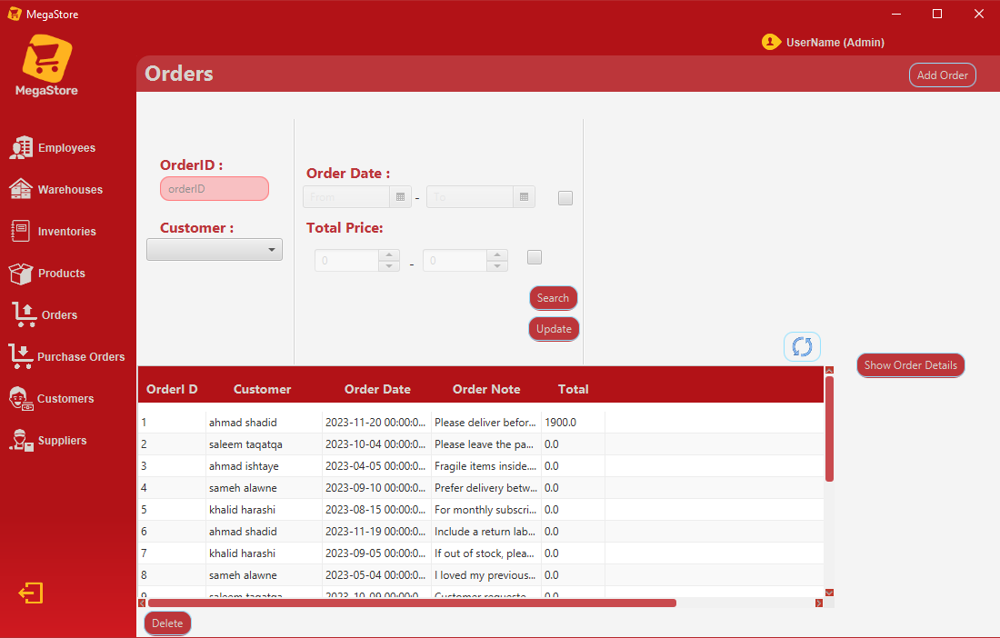 MegaStore
UserName (Admin)
MegaStore
Orders
Add Order
Employees
Warehouses
Inventories
Products
Orders
Purchase Orders
Customers
Suppliers
OrderID :
orderID
Customer :
Order Date :
From
-
To
Total Price:
0
-
0
Search
Update
Show Order Details
OrderI D Customer Order Date Order Note Total
1 ahmad shadid 2023-11-20 00:00:0... Please deliver befor... 1900.0
2 saleem taqatqa 2023-10-04 00:00:0... Please leave the pa... 0.0
3 ahmad ishtaye 2023-04-05 00:00:0... Fragile items inside.... 0.0
4 sameh alawne 2023-09-10 00:00:0... Prefer delivery betw... 0.0
5 khalid harashi 2023-08-15 00:00:0... For monthly subscri... 0.0
6 ahmad shadid 2023-11-19 00:00:0... Include a return lab... 0.0
7 khalid harashi 2023-09-05 00:00:0... If out of stock, plea... 0.0
8 sameh alawne 2023-05-04 00:00:0... I loved my previous... 0.0
9 saleem taqatqa 2023-10-09 00:00:0... Customer requeste... 0.0
Delete